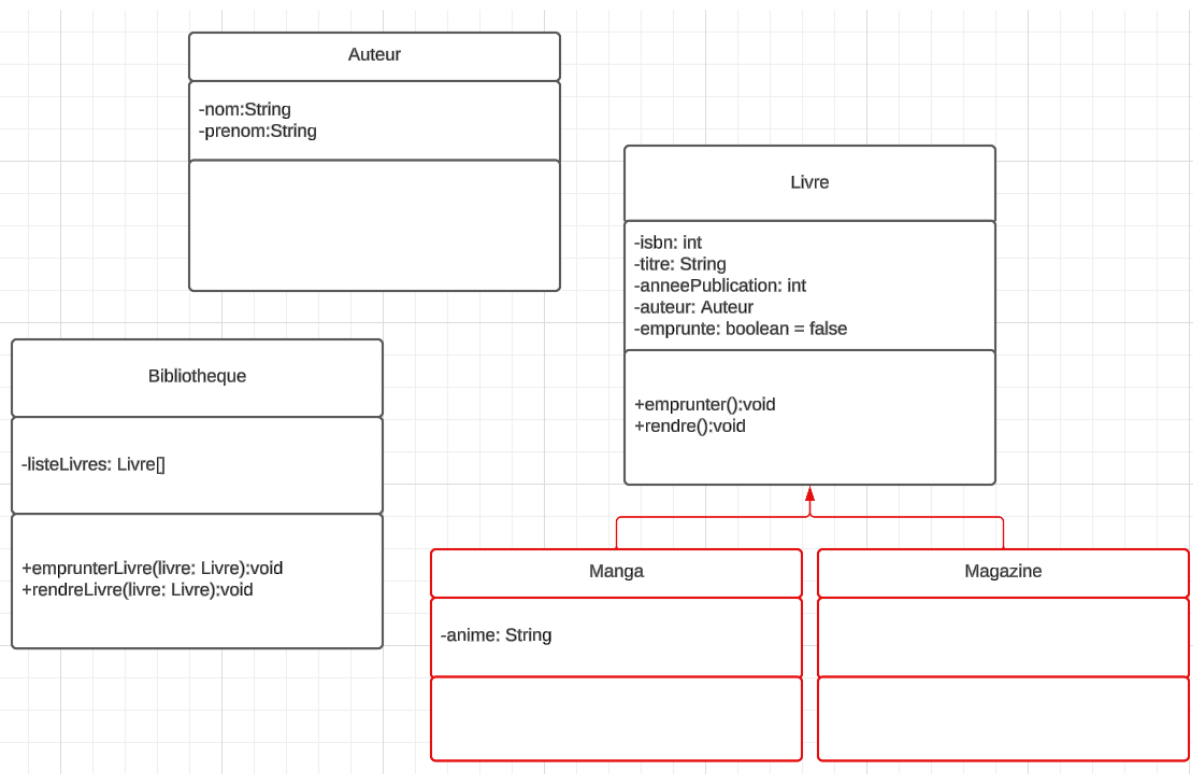 Auteur
-nom:String
-prenom:String
Livre
-isbn: int
-titre: String
-anneePublication: int
-auteur: Auteur
-emprunte: boolean = false
+emprunter():void
+rendre():void
Bibliotheque
-listeLivres: Livre[]
+emprunterLivre(livre: Livre):void
+rendreLivre(livre: Livre):void
Manga
-anime: String
Magazine